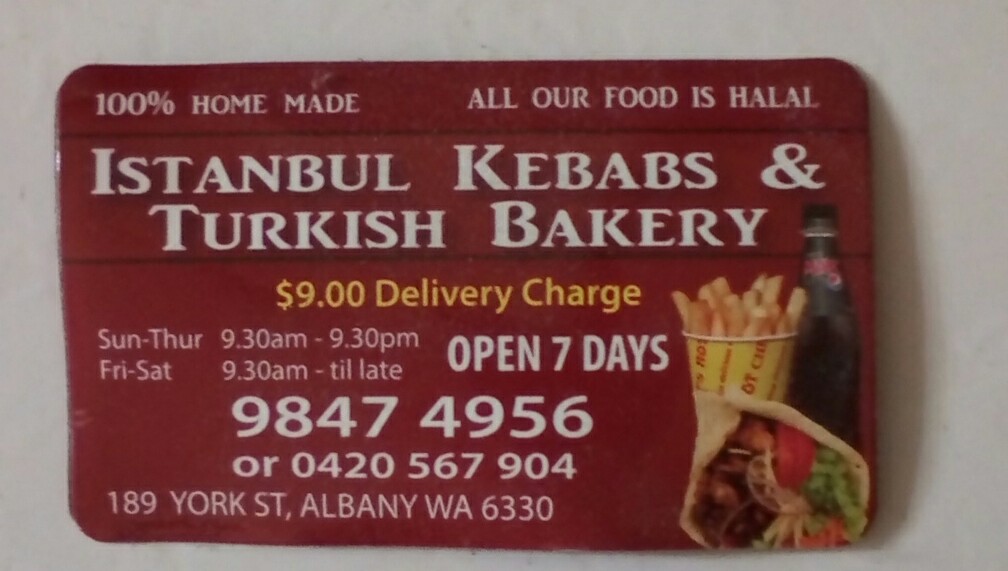 100% HOME MADE ALL OUR FOOD IS HALAL
ISTANBUL KEBABS &
TURKISH BAKERY
$9.00 Delivery Charge
Sun-Thur 9.30am - 9.30pm
Fri-Sat 9.30am - til late
OPEN 7 DAYS
9847 4956
or 0420 567 904
189 YORK ST, ALBANY WA 6330